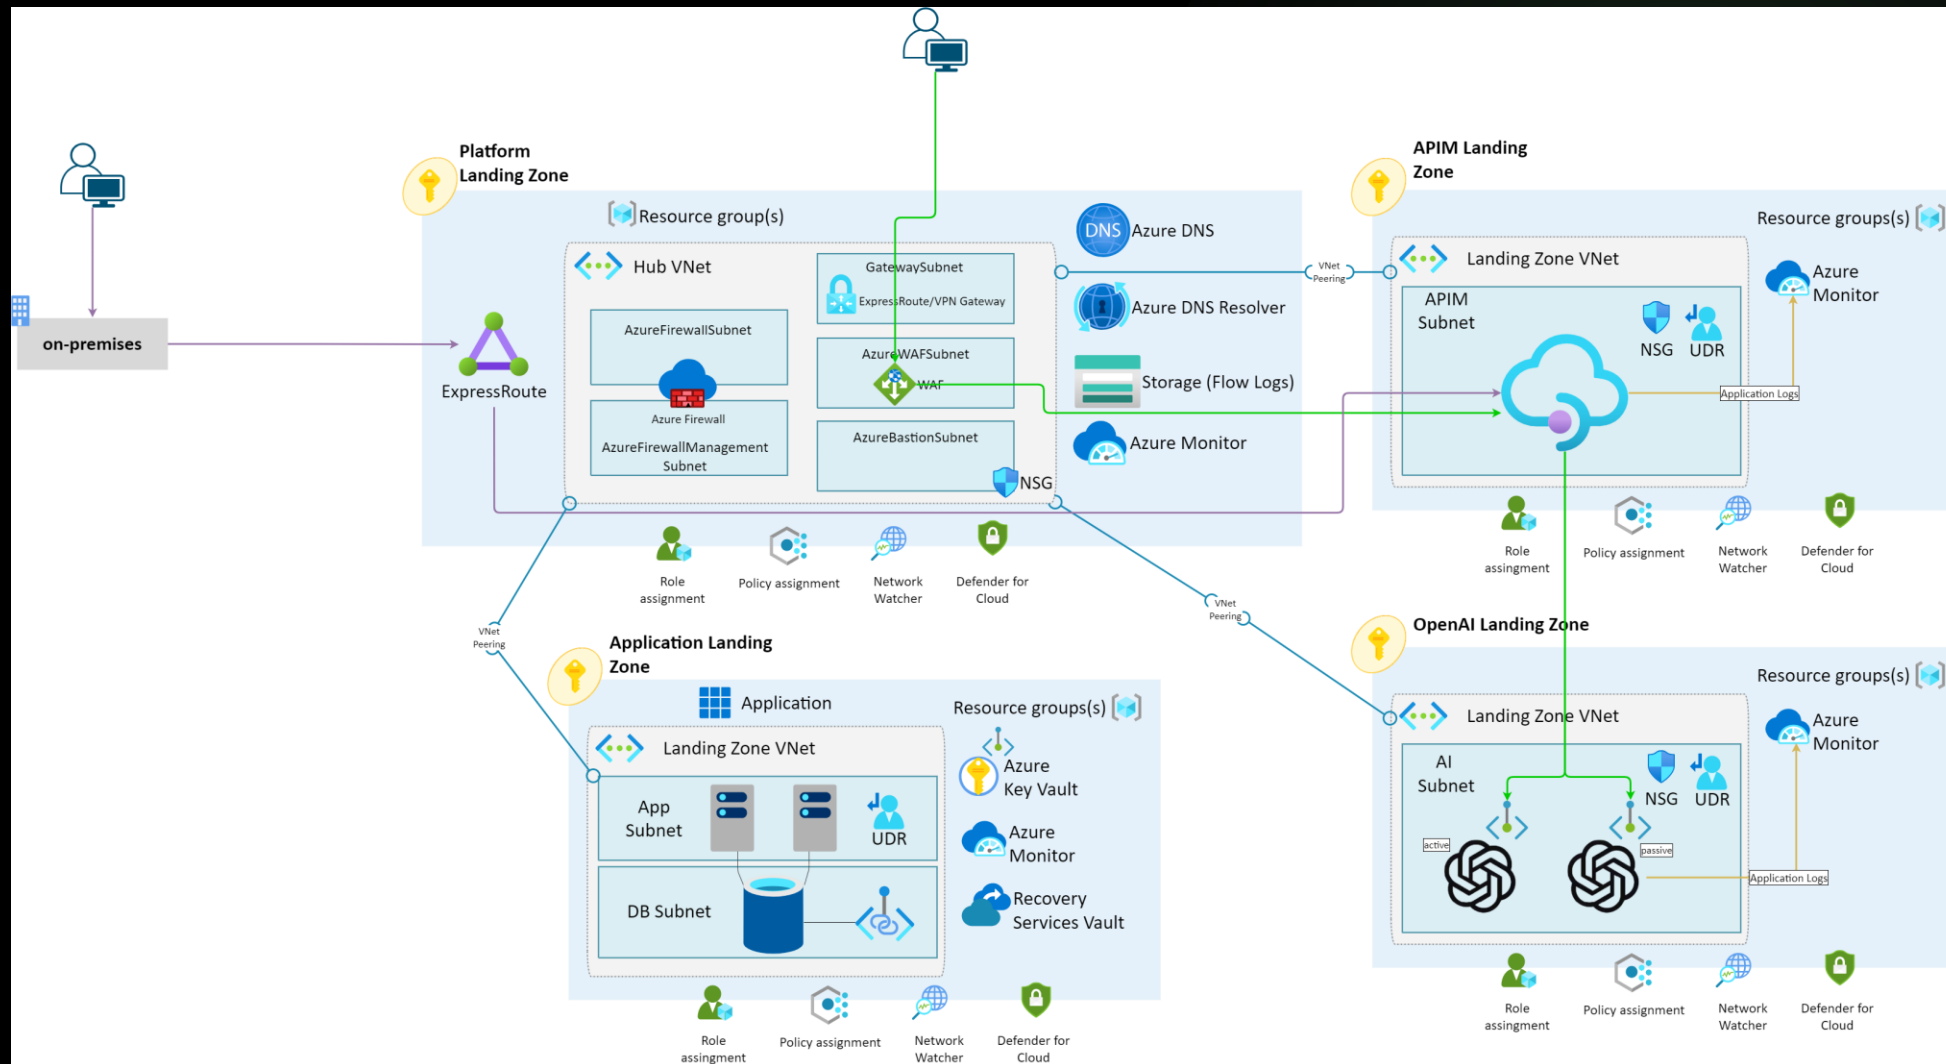 Platform
Landing Zone
Resource group(s)
Hub VNet
AzureFirewallSubnet
Azure Firewall
AzureFirewallManagement
Subnet
GatewaySubnet
ExpressRoute/VPN Gateway
AzureWAFSubnet
WAF
AzureBastionSubnet
NSG
DNS
Azure DNS
Azure DNS Resolver
Storage (Flow Logs)
Azure Monitor
on-premises
ExpressRoute
Role
assignment
Policy assignment
Network
Watcher
Defender for
Cloud
VNet
Peering
VNet
Peering
VNet
Peering
APIM Landing
Zone
Resource groups(s)
Landing Zone VNet
APIM
Subnet
NSG
UDR
Azure
Monitor
Application Logs
Role
assingment
Policy assignment
Network
Watcher
Defender for
Cloud
Application Landing
Zone
Application
Resource groups(s)
Landing Zone VNet
App
Subnet
UDR
DB Subnet
Azure
Key Vault
Azure
Monitor
Recovery
Services Vault
Role
assingment
Policy assignment
Network
Watcher
Defender for
Cloud
OpenAI Landing Zone
Resource groups(s)
Landing Zone VNet
AI
Subnet
NSG
UDR
active
passive
Azure
Monitor
Application Logs
Role
assingment
Policy assignment
Network
Watcher
Defender for
Cloud